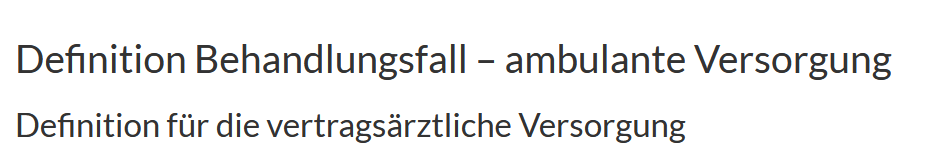 Definition Behandlungsfall – ambulante Versorgung
Definition für die vertragsärztliche Versorgung